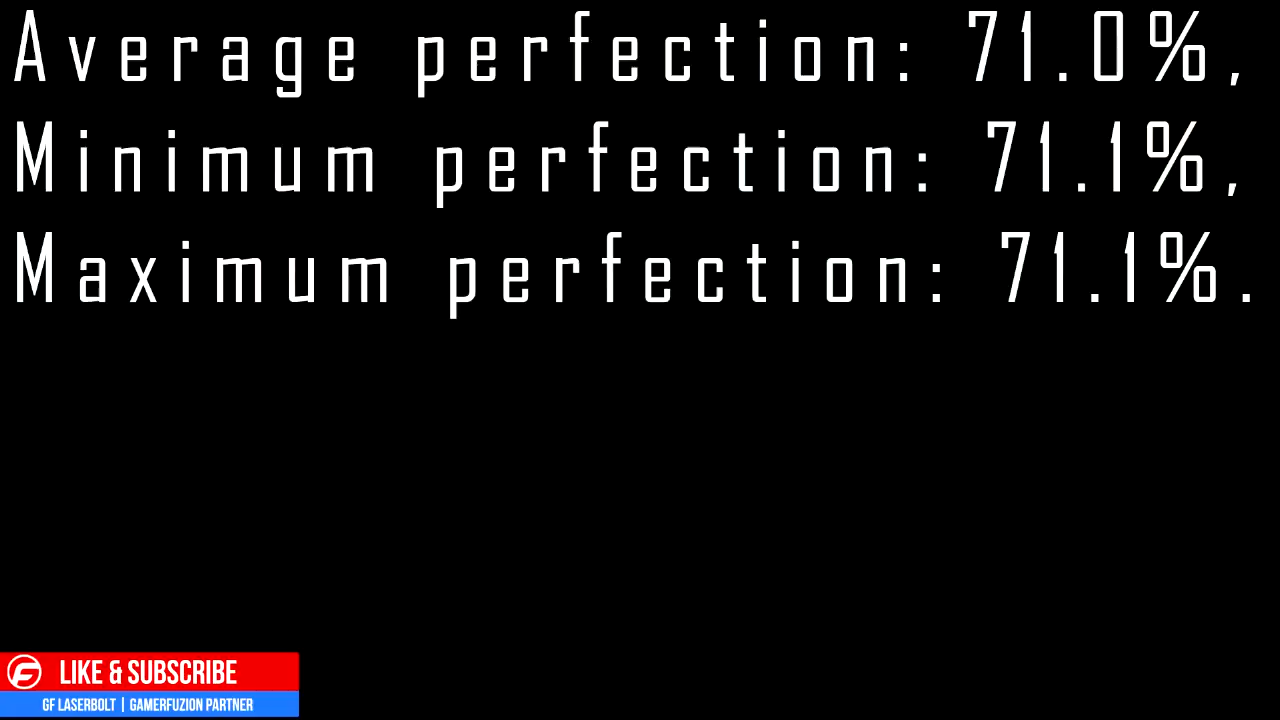 Average perfection: 71.0%,
Minimum perfection: 71.1%,
Maximum perfection: 71.1%.
LIKE & SUBSCRIBE
GF LASERBOLT | GAMERFUZION PARTNER